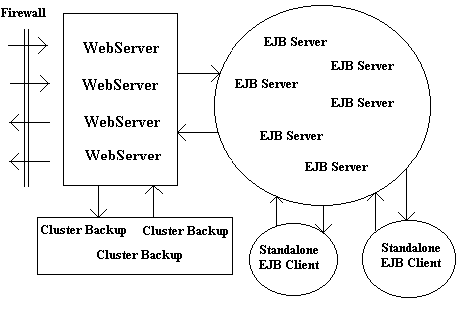 Firewall
WebServer
WebServer
WebServer
WebServer
EJB Server
EJB Server
EJB Server
EJB Server
EJB Server
EJB Server
Cluster Backup
Cluster Backup
Cluster Backup
Standalone
EJB Client
Standalone
EJB Client